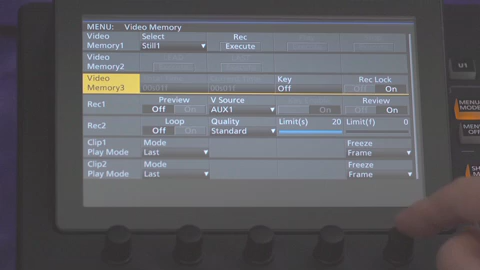 MENU: Video Memory
Video Memory1 Select Still1 Rec Execute
Video Memory2
Video Memory3 Key Off Rec Lock Off On
Rec1 Preview Off On V Source AUX1 On Review Off On
Rec2 Loop Off On Quality Standard Limit(s) 20 Limit(f) 0
Clip1 Play Mode Mode Last Freeze Frame
Clip2 Play Mode Mode Last Freeze Frame
U1
MENU
MODE